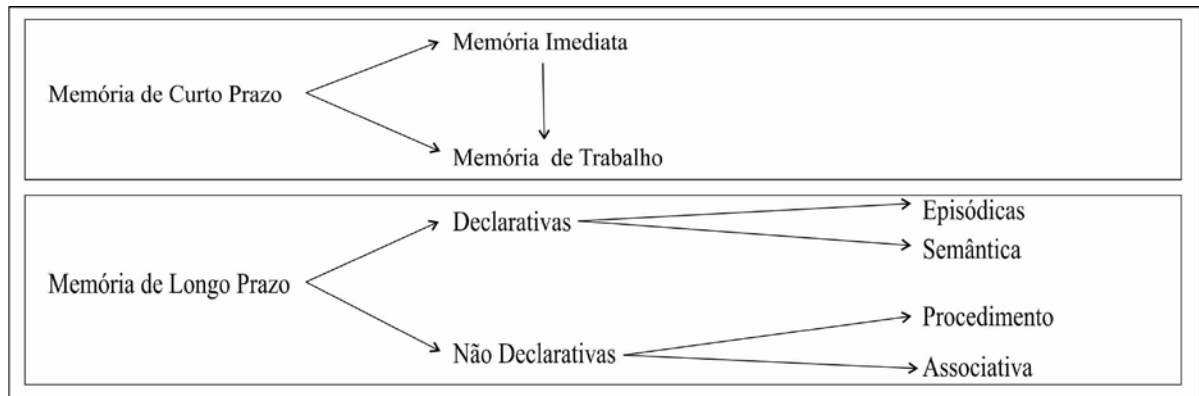 Memória de Curto Prazo
Memória Imediata
Memória de Trabalho
Memória de Longo Prazo
Declarativas
Episódicas
Semântica
Não Declarativas
Procedimento
Associativa